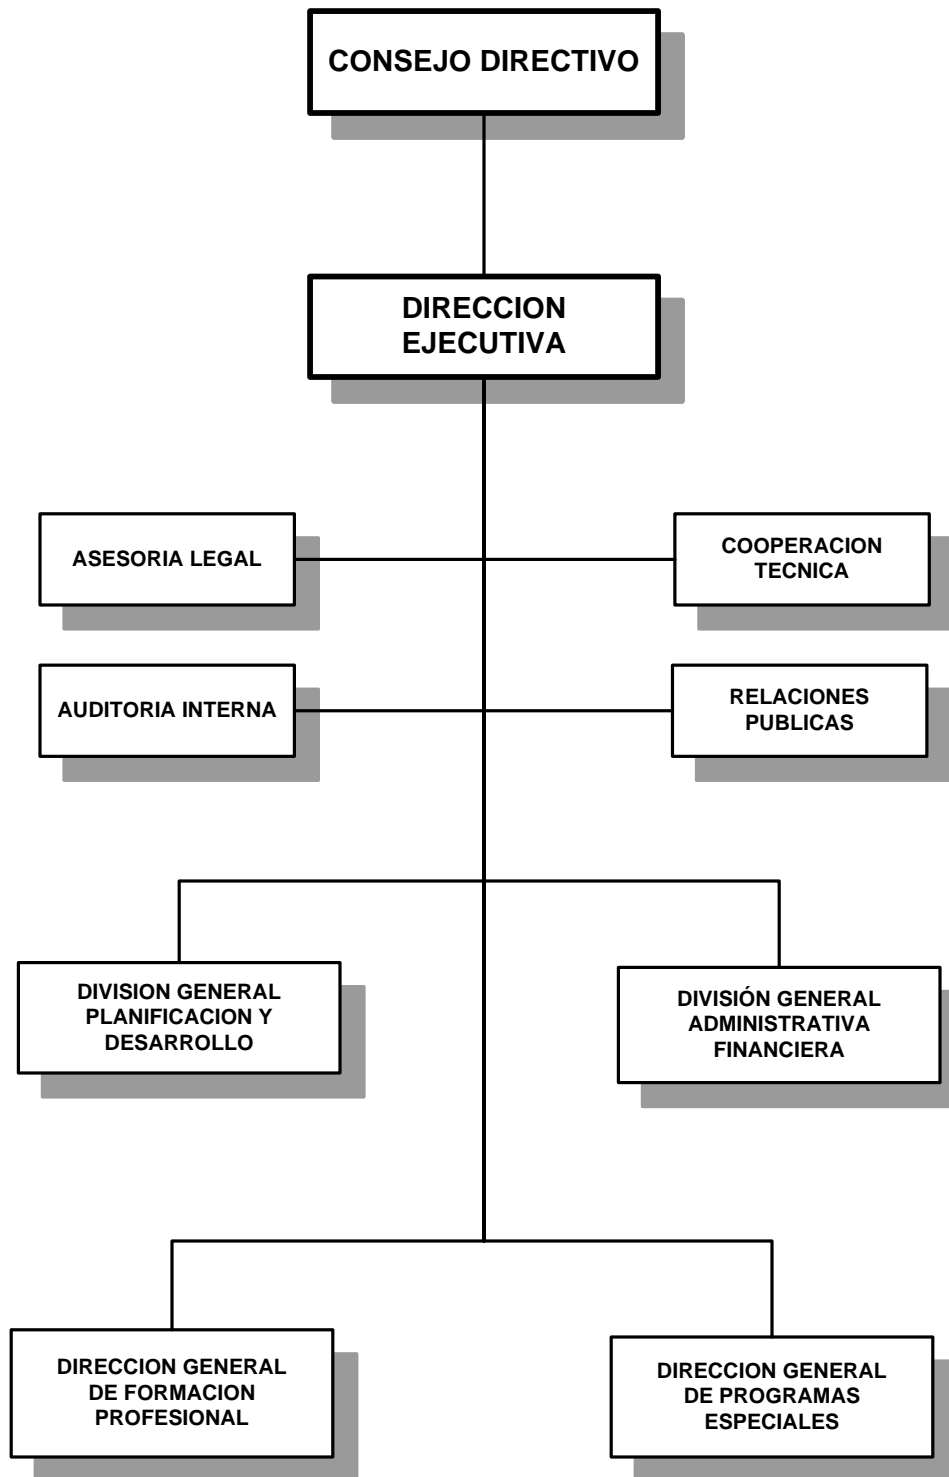 CONSEJO DIRECTIVO
DIRECCION
EJECUTIVA
ASESORIA LEGAL
COOPERACION
TECNICA
AUDITORIA INTERNA
RELACIONES
PUBLICAS
DIVISION GENERAL
PLANIFICACION Y
DESARROLLO
DIVISIÓN GENERAL
ADMINISTRATIVA
FINANCIERA
DIRECCION GENERAL
DE FORMACION
PROFESIONAL
DIRECCION GENERAL
DE PROGRAMAS
ESPECIALES